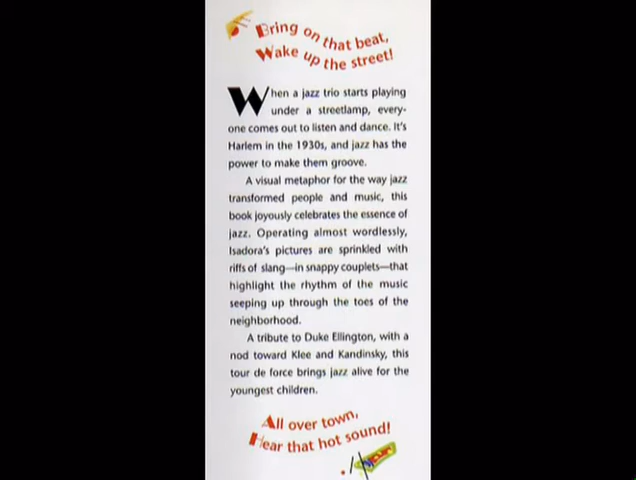 Bring on that beat,
Wake up the street!
When a jazz trio starts playing
under a streetlamp, every-
one comes out to listen and dance. It's
Harlem in the 1930s, and jazz has the
power to make them groove.
A visual metaphor for the way jazz
transformed people and music, this
book joyously celebrates the essence of
jazz. Operating almost wordlessly,
Isadora's pictures are sprinkled with
riffs of slang—in snappy couplets—that
highlight the rhythm of the music
seeping up through the toes of the
neighborhood.
A tribute to Duke Ellington, with a
nod toward Klee and Kandinsky, this
tour de force brings jazz alive for the
youngest children.
All over town,
Hear that hot sound!